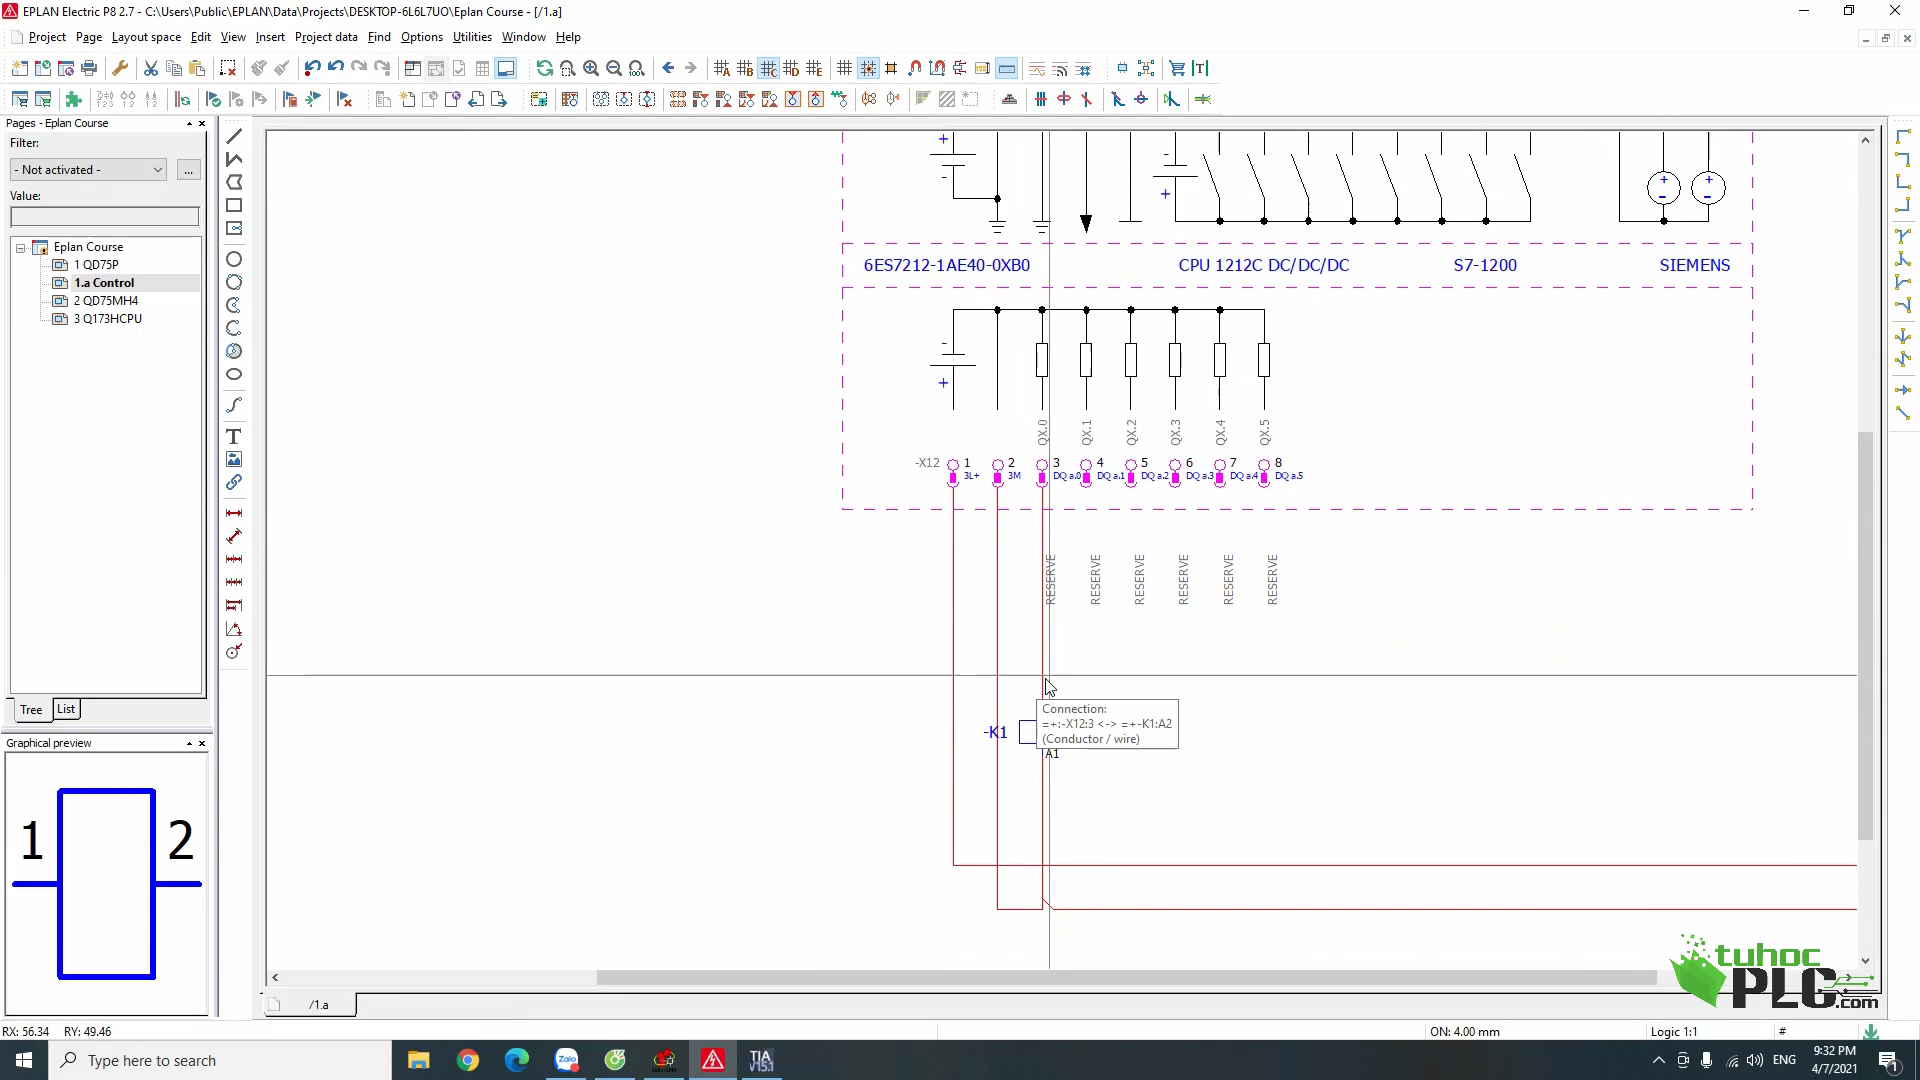 EPLAN Electric P8 2.7 - C:\Users\Public\EPLAN\Data\Projects\DESKTOP-6L6L7UO\Eplan Course - [/1.a]
Project Page Layout space Edit View Insert Project data Find Options Utilities Window Help
Pages - Eplan Course
Filter:
- Not activated -
...
Value:
Eplan Course
1 QD75P
1.a Control
2 QD75MH4
3 Q173HCPU
Tree List
Graphical preview
1 2
6ES7212-1AE40-0XB0 CPU 1212C DC/DC/DC S7-1200 SIEMENS
QX.0 QX.1 QX.2 QX.3 QX.4 QX.5
-X12 1 2 3 4 5 6 7 8
3L+ 3M DQ a.0 DQ a.1 DQ a.2 DQ a.3 DQ a.4 DQ a.5
RESERVE RESERVE RESERVE RESERVE RESERVE RESERVE
-K1
Connection:
=+:-X12:3 <-> =+-K1:A2
(Conductor / wire)
A1
tuhoc
PLC.com
/1.a
RX: 56.34 RY: 49.46
ON: 4.00 mm
Logic 1:1
#
Type here to search
Zalo
TIA
V15.1
ENG
9:32 PM
4/7/2021
1